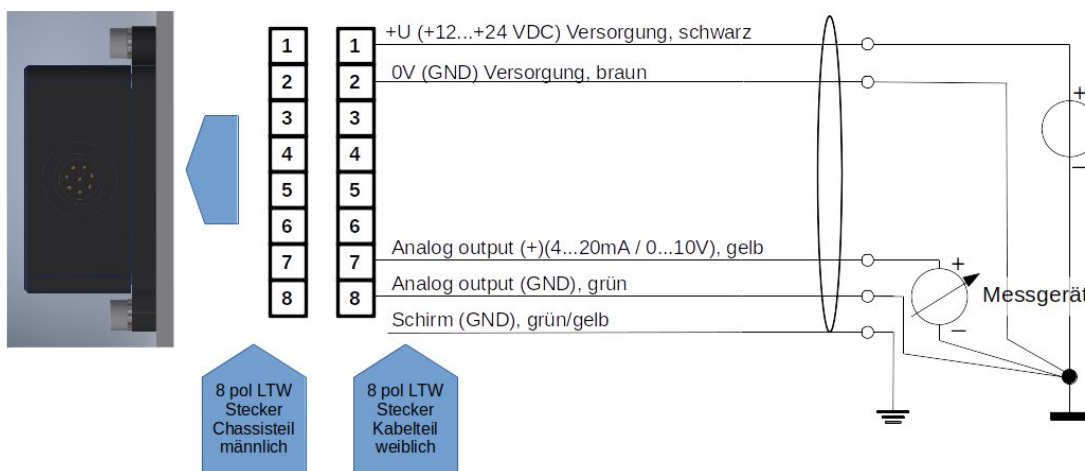 1 1 +U (+12...+24 VDC) Versorgung, schwarz
2 2 0V (GND) Versorgung, braun
3 3
4 4
5 5
6 6
7 7 Analog output (+)(4...20mA / 0...10V), gelb
8 8 Analog output (GND), grün
Schirm (GND), grün/gelb
+
–
+
–
Messgerät
8 pol LTW
Stecker
Chassisteil
männlich
8 pol LTW
Stecker
Kabelteil
weiblich